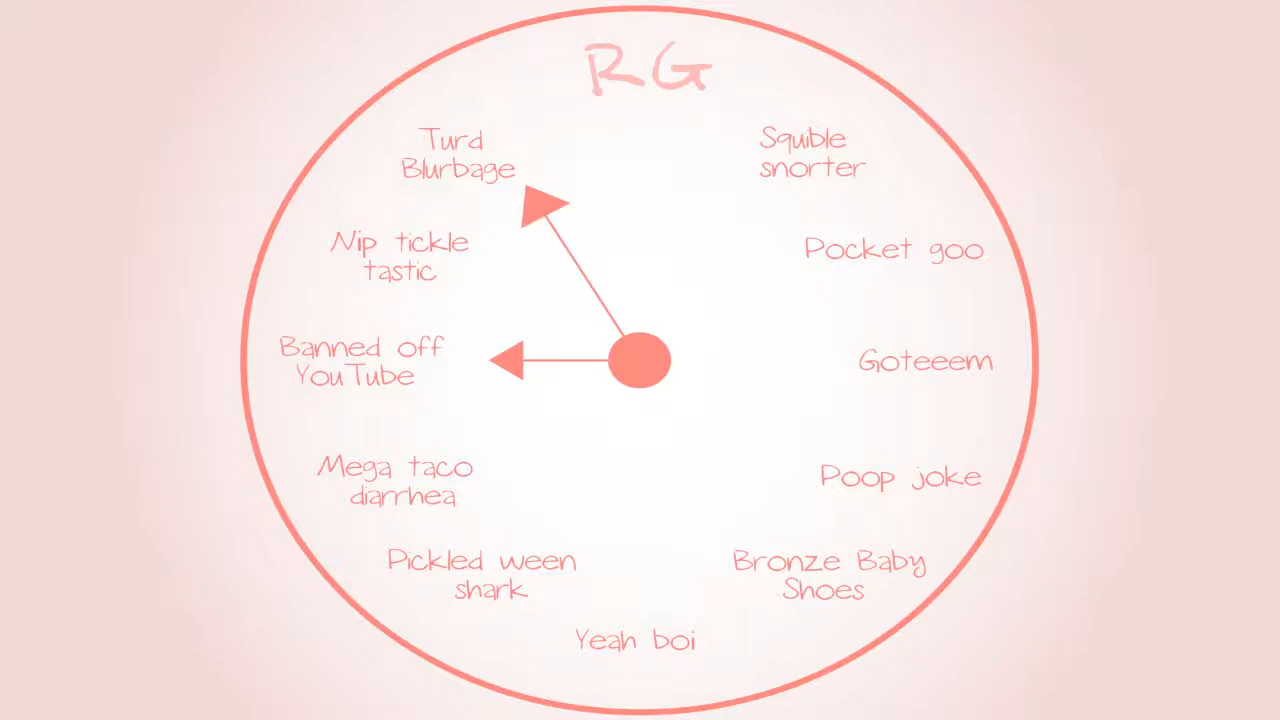 RG
Turd
Blurbage
Squible
snorter
Nip tickle
tastic
Pocket goo
Banned off
YouTube
Goteeem
Mega taco
diarrhea
Poop joke
Pickled ween
shark
Bronze Baby
Shoes
Yeah boi